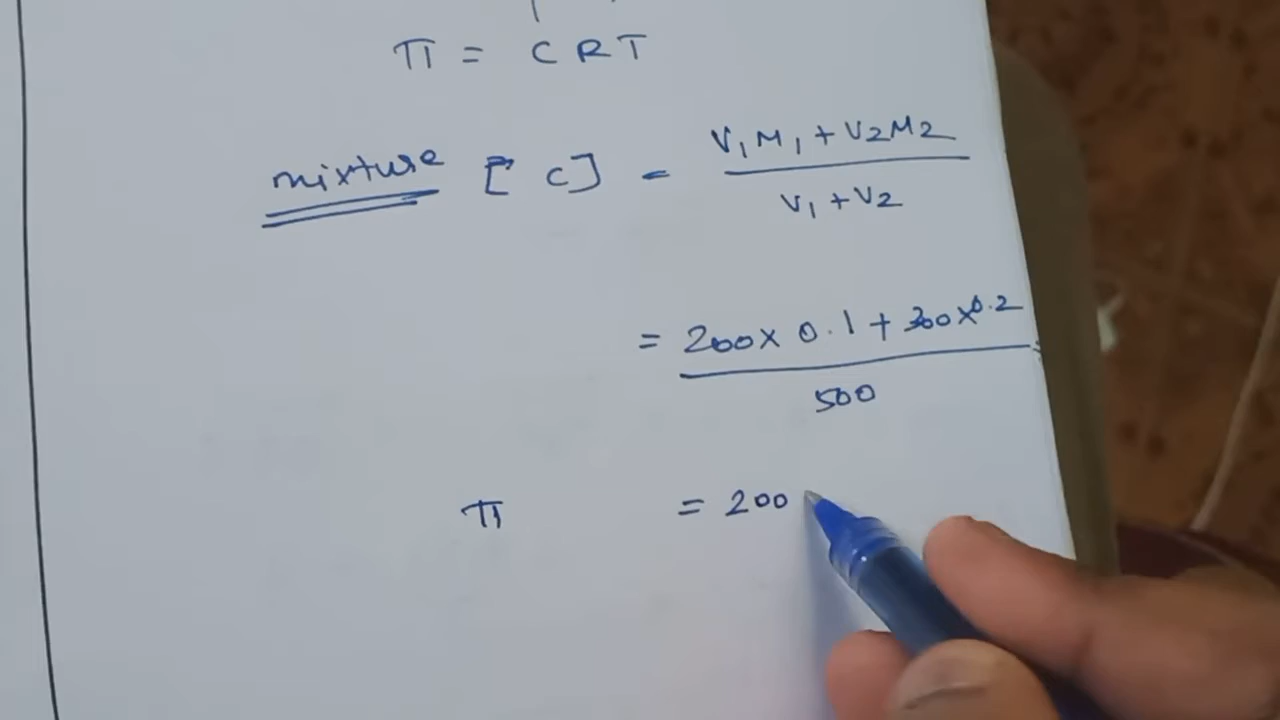 π = CRT
mixture [C] = V₁M₁ + V₂M₂
V₁ + V₂
= 200 x 0.1 + 300 x 0.2
500
π = 200